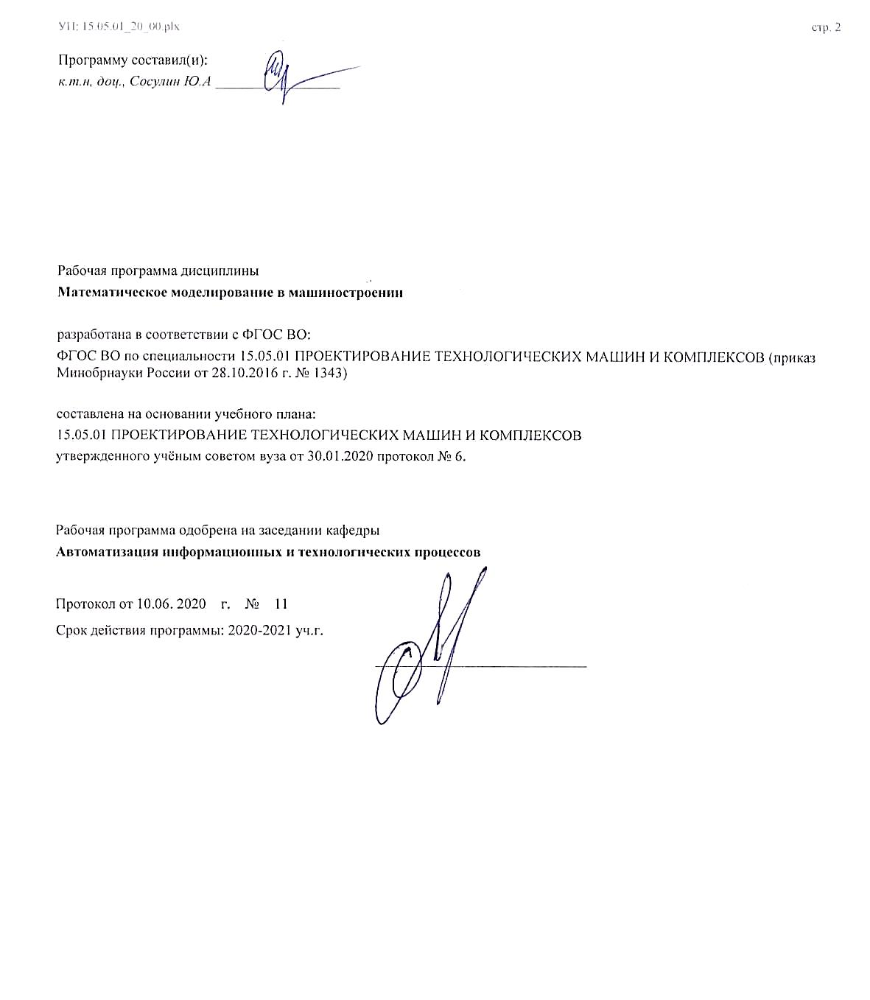 УП: 15.05.01_20_00.plx
стр. 2
Программу составил(и):
к.т.н, доц., Сосулин Ю.А
Рабочая программа дисциплины
Математическое моделирование в машиностроении
разработана в соответствии с ФГОС ВО:
ФГОС ВО по специальности 15.05.01 ПРОЕКТИРОВАНИЕ ТЕХНОЛОГИЧЕСКИХ МАШИН И КОМПЛЕКСОВ (приказ
Минобрнауки России от 28.10.2016 г. № 1343)
составлена на основании учебного плана:
15.05.01 ПРОЕКТИРОВАНИЕ ТЕХНОЛОГИЧЕСКИХ МАШИН И КОМПЛЕКСОВ
утвержденного учёным советом вуза от 30.01.2020 протокол № 6.
Рабочая программа одобрена на заседании кафедры
Автоматизация информационных и технологических процессов
Протокол от 10.06. 2020 г. № 11
Срок действия программы: 2020-2021 уч.г.